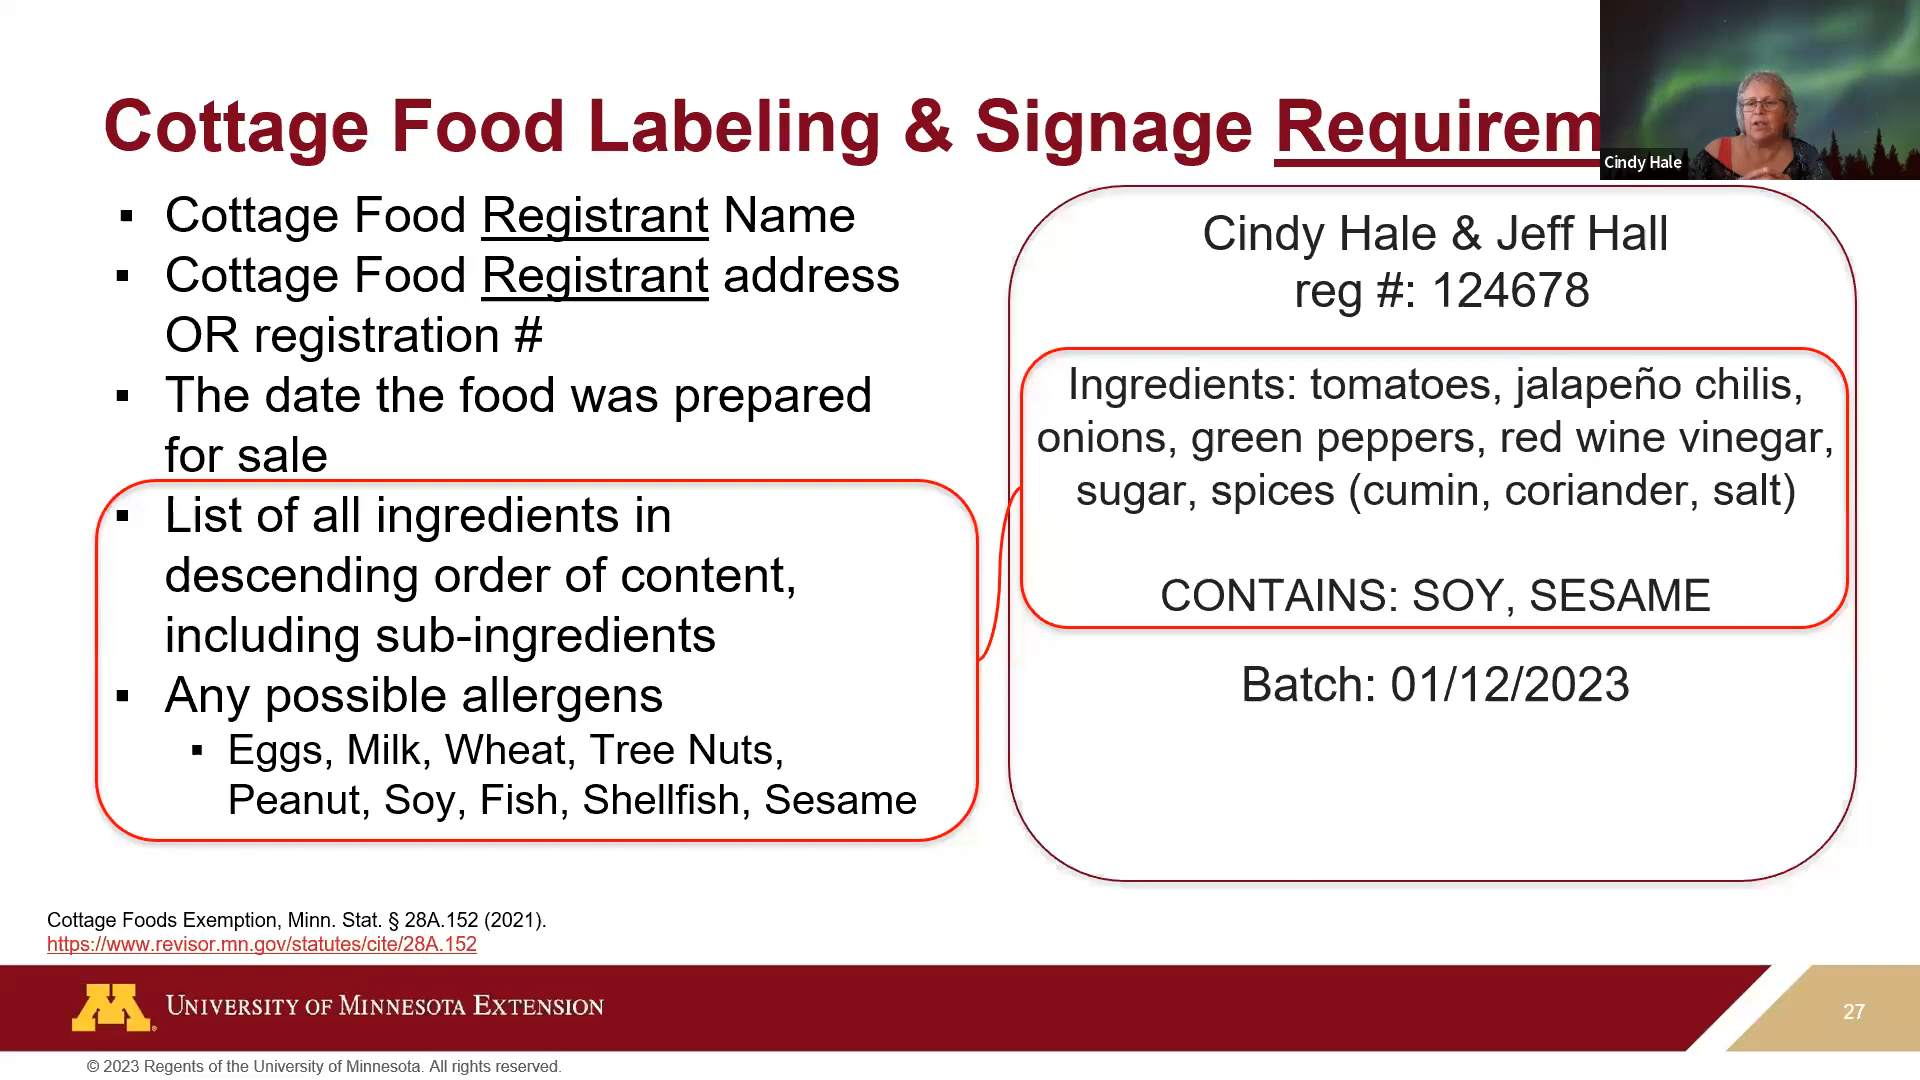 Cottage Food Labeling & Signage Requirem
Cindy Hale
▪ Cottage Food Registrant Name
▪ Cottage Food Registrant address
OR registration #
▪ The date the food was prepared
for sale
▪ List of all ingredients in
descending order of content,
including sub-ingredients
▪ Any possible allergens
▪ Eggs, Milk, Wheat, Tree Nuts,
Peanut, Soy, Fish, Shellfish, Sesame
Cindy Hale & Jeff Hall
reg #: 124678
Ingredients: tomatoes, jalapeño chilis,
onions, green peppers, red wine vinegar,
sugar, spices (cumin, coriander, salt)
CONTAINS: SOY, SESAME
Batch: 01/12/2023
Cottage Foods Exemption, Minn. Stat. § 28A.152 (2021).
https://www.revisor.mn.gov/statutes/cite/28A.152
M®
UNIVERSITY OF MINNESOTA EXTENSION
27
© 2023 Regents of the University of Minnesota. All rights reserved.